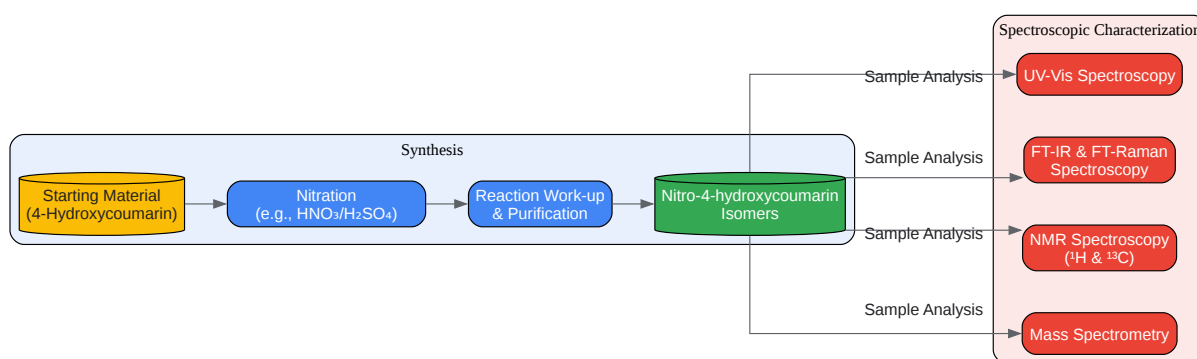 Synthesis
Starting Material
(4-Hydroxycoumarin)
Nitration
(e.g., HNO₃/H₂SO₄)
Reaction Work-up
& Purification
Nitro-4-hydroxycoumarin
Isomers
Sample Analysis
Sample Analysis
Sample Analysis
Sample Analysis
Spectroscopic Characterization
UV-Vis Spectroscopy
FT-IR & FT-Raman
Spectroscopy
NMR Spectroscopy
(¹H & ¹³C)
Mass Spectrometry